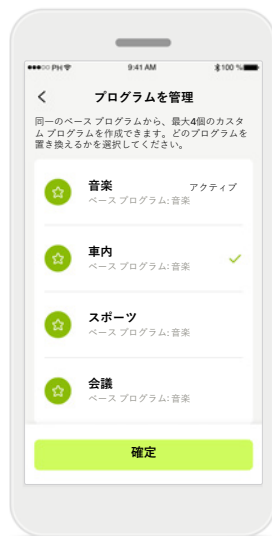 PH 9:41 AM 100 %
プログラムを管理
同一のベース プログラムから、最大4個のカスタ
ム プログラムを作成できます。どのプログラムを
置き換えるかを選択してください。
音楽 アクティブ
ベース プログラム: 音楽
車内
ベース プログラム: 音楽
スポーツ
ベース プログラム: 音楽
会議
ベース プログラム: 音楽
確定